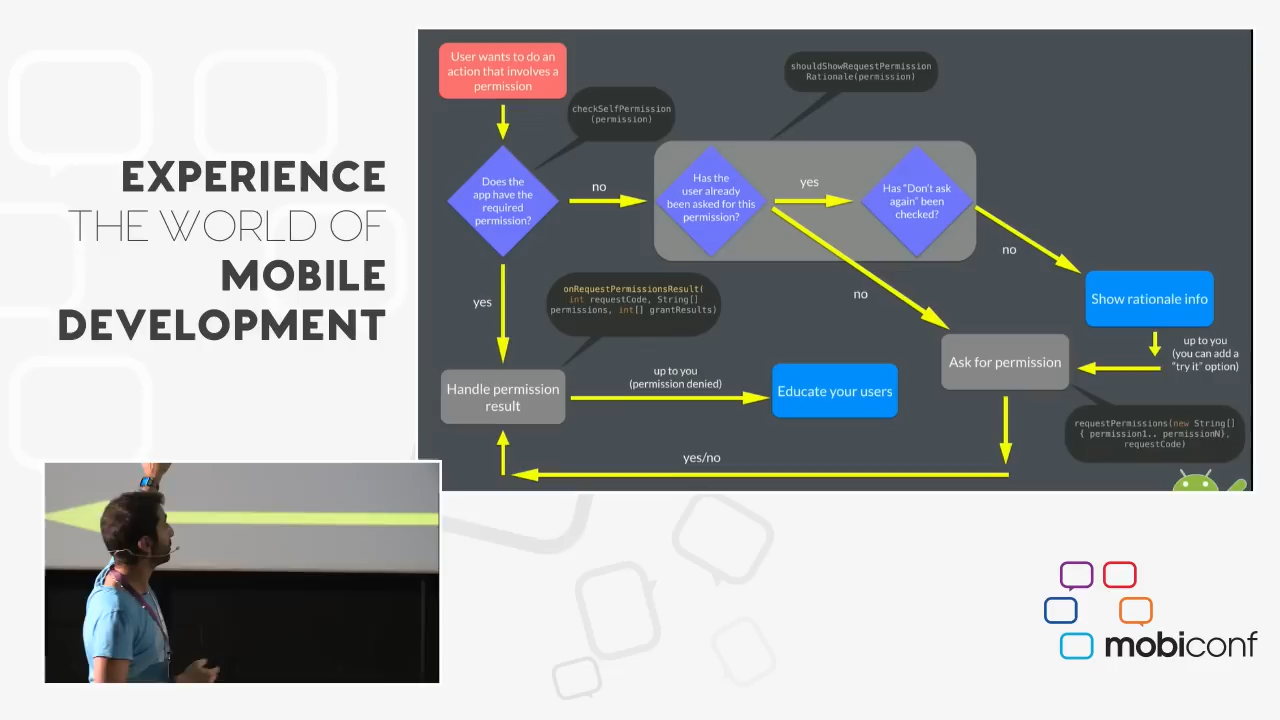 EXPERIENCE
THE WORLD OF
MOBILE
DEVELOPMENT
User wants to do an
action that involves a
permission
checkSelfPermission
(permission)
shouldShowRequestPermission
Rationale(permission)
Does the
app have the
required
permission?
no
Has the
user already
been asked for this
permission?
yes
Has "Don't ask
again" been
checked?
no
no
Show rationale info
yes
onRequestPermissionsResult(
int requestCode, String[]
permissions, int[] grantResults)
up to you
(you can add a
"try it" option)
Ask for permission
Handle permission
result
up to you
(permission denied)
Educate your users
requestPermissions(new String[]
{ permission1.. permissionN},
requestCode)
yes/no
mobiconf